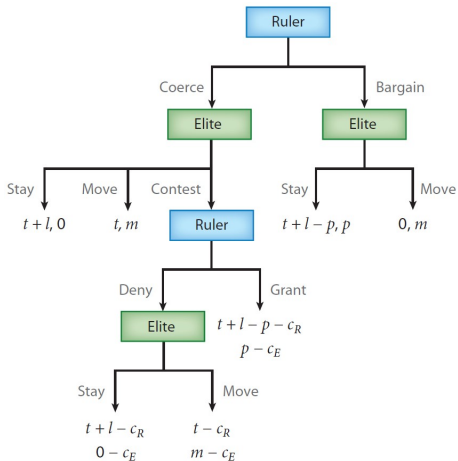 Ruler
Coerce
Bargain
Elite
Elite
Stay
Move
Contest
Stay
Move
t + l, 0
t, m
Ruler
t + l – p, p
0, m
Deny
Grant
Elite
t + l – p – c_R
p – c_E
Stay
Move
t + l – c_R
t – c_R
0 – c_E
m – c_E